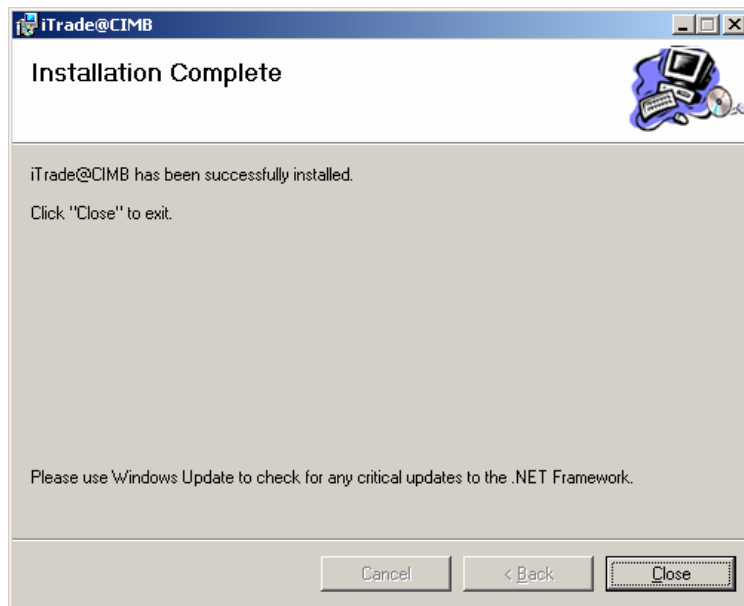 iTrade@CIMB
Installation Complete
iTrade@CIMB has been successfully installed.
Click "Close" to exit.
Please use Windows Update to check for any critical updates to the .NET Framework.
Cancel
< Back
Close